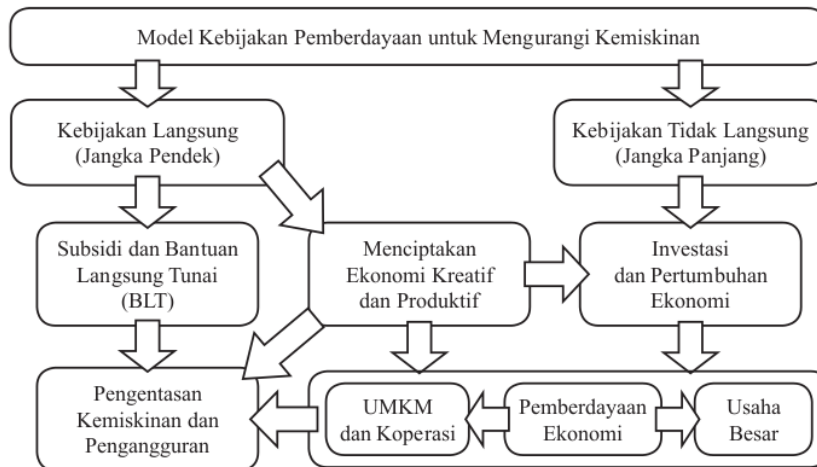 Model Kebijakan Pemberdayaan untuk Mengurangi Kemiskinan
Kebijakan Langsung
(Jangka Pendek)
Kebijakan Tidak Langsung
(Jangka Panjang)
Subsidi dan Bantuan
Langsung Tunai
(BLT)
Menciptakan
Ekonomi Kreatif
dan Produktif
Investasi
dan Pertumbuhan
Ekonomi
Pengentasan
Kemiskinan dan
Pengangguran
UMKM
dan Koperasi
Pemberdayaan
Ekonomi
Usaha
Besar